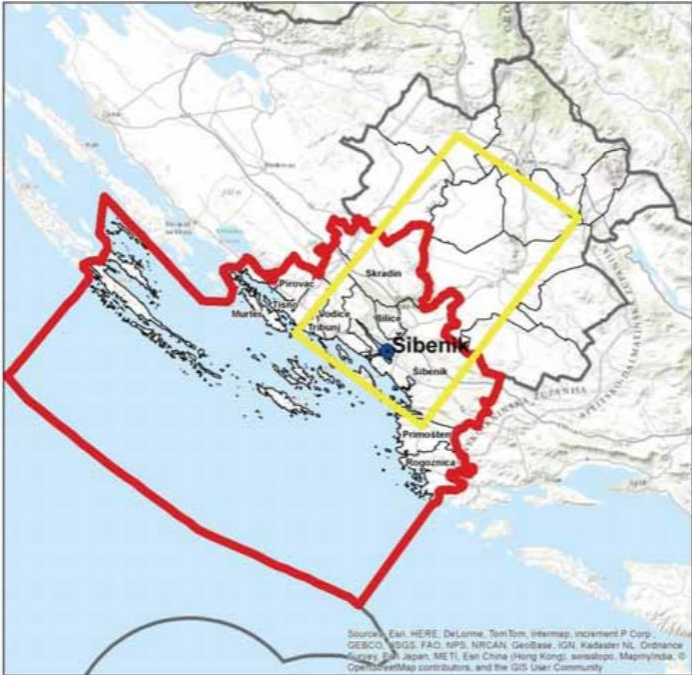 Skradin
Pirovac
Tisno
Murter
Vodice
Tribunj
Bilice
Šibenik
Šibenik
Primošten
Rogoznica
Sources: Esri, HERE, DeLorme, TomTom, Intermap, increment P Corp.,
GEBCO, USGS, FAO, NPS, NRCAN, GeoBase, IGN, Kadaster NL, Ordnance
Survey, Esri Japan, METI, Esri China (Hong Kong), swisstopo, MapmyIndia, ©
OpenStreetMap contributors, and the GIS User Community